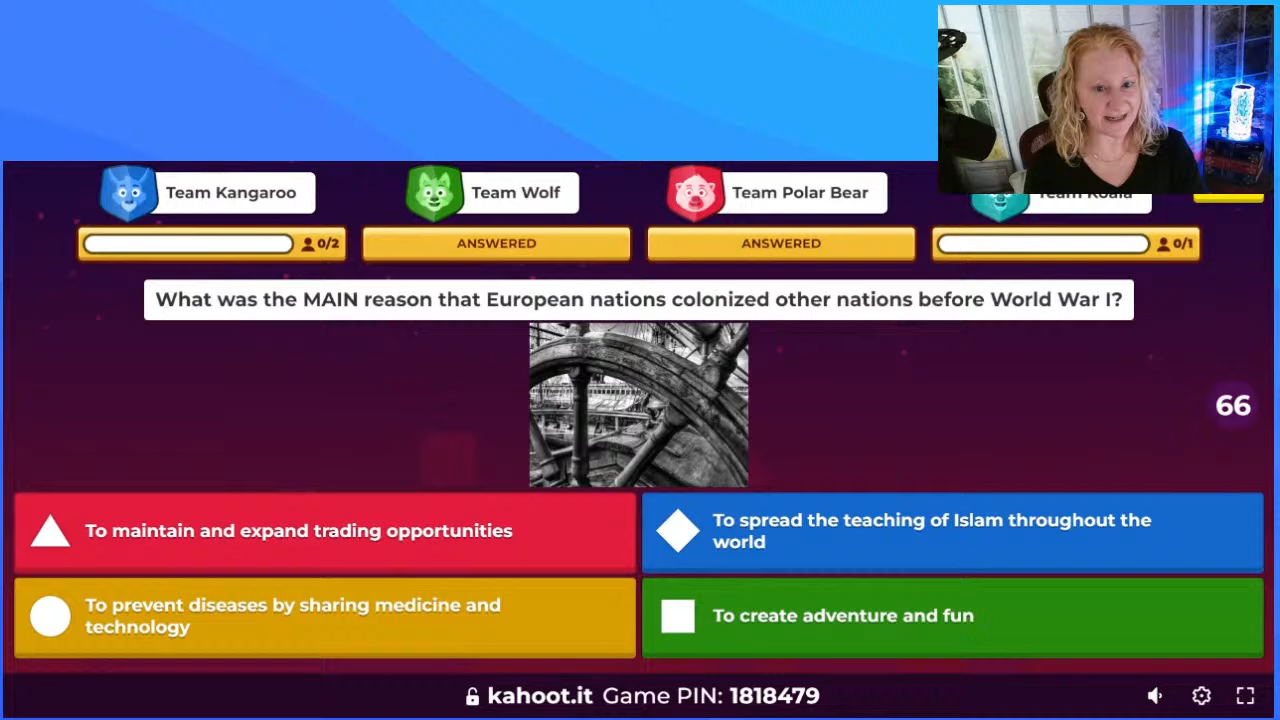 Team Kangaroo
Team Wolf
Team Polar Bear
Team Koala
0/2
ANSWERED
ANSWERED
0/1
What was the MAIN reason that European nations colonized other nations before World War I?
66
To maintain and expand trading opportunities
To spread the teaching of Islam throughout the
world
To prevent diseases by sharing medicine and
technology
To create adventure and fun
kahoot.it Game PIN: 1818479